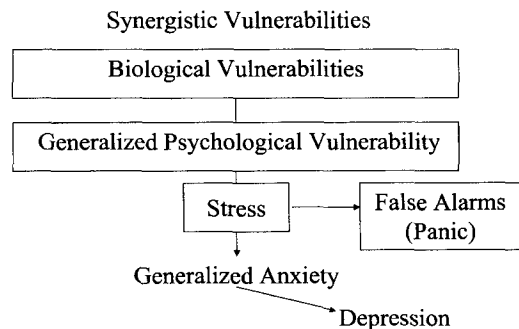 Synergistic Vulnerabilities
Biological Vulnerabilities
Generalized Psychological Vulnerability
Stress
False Alarms
(Panic)
Generalized Anxiety
Depression